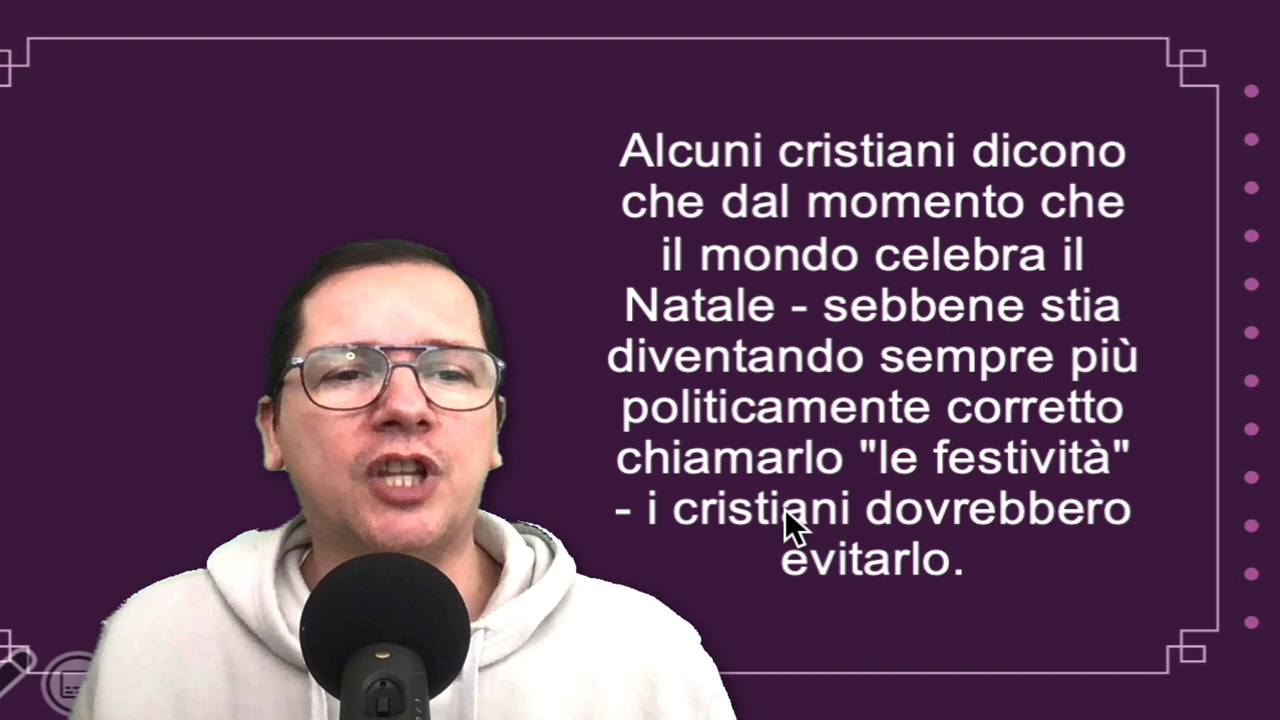 Alcuni cristiani dicono
che dal momento che
il mondo celebra il
Natale - sebbene stia
diventando sempre più
politicamente corretto
chiamarlo "le festività"
- i cristiani dovrebbero
evitarlo.